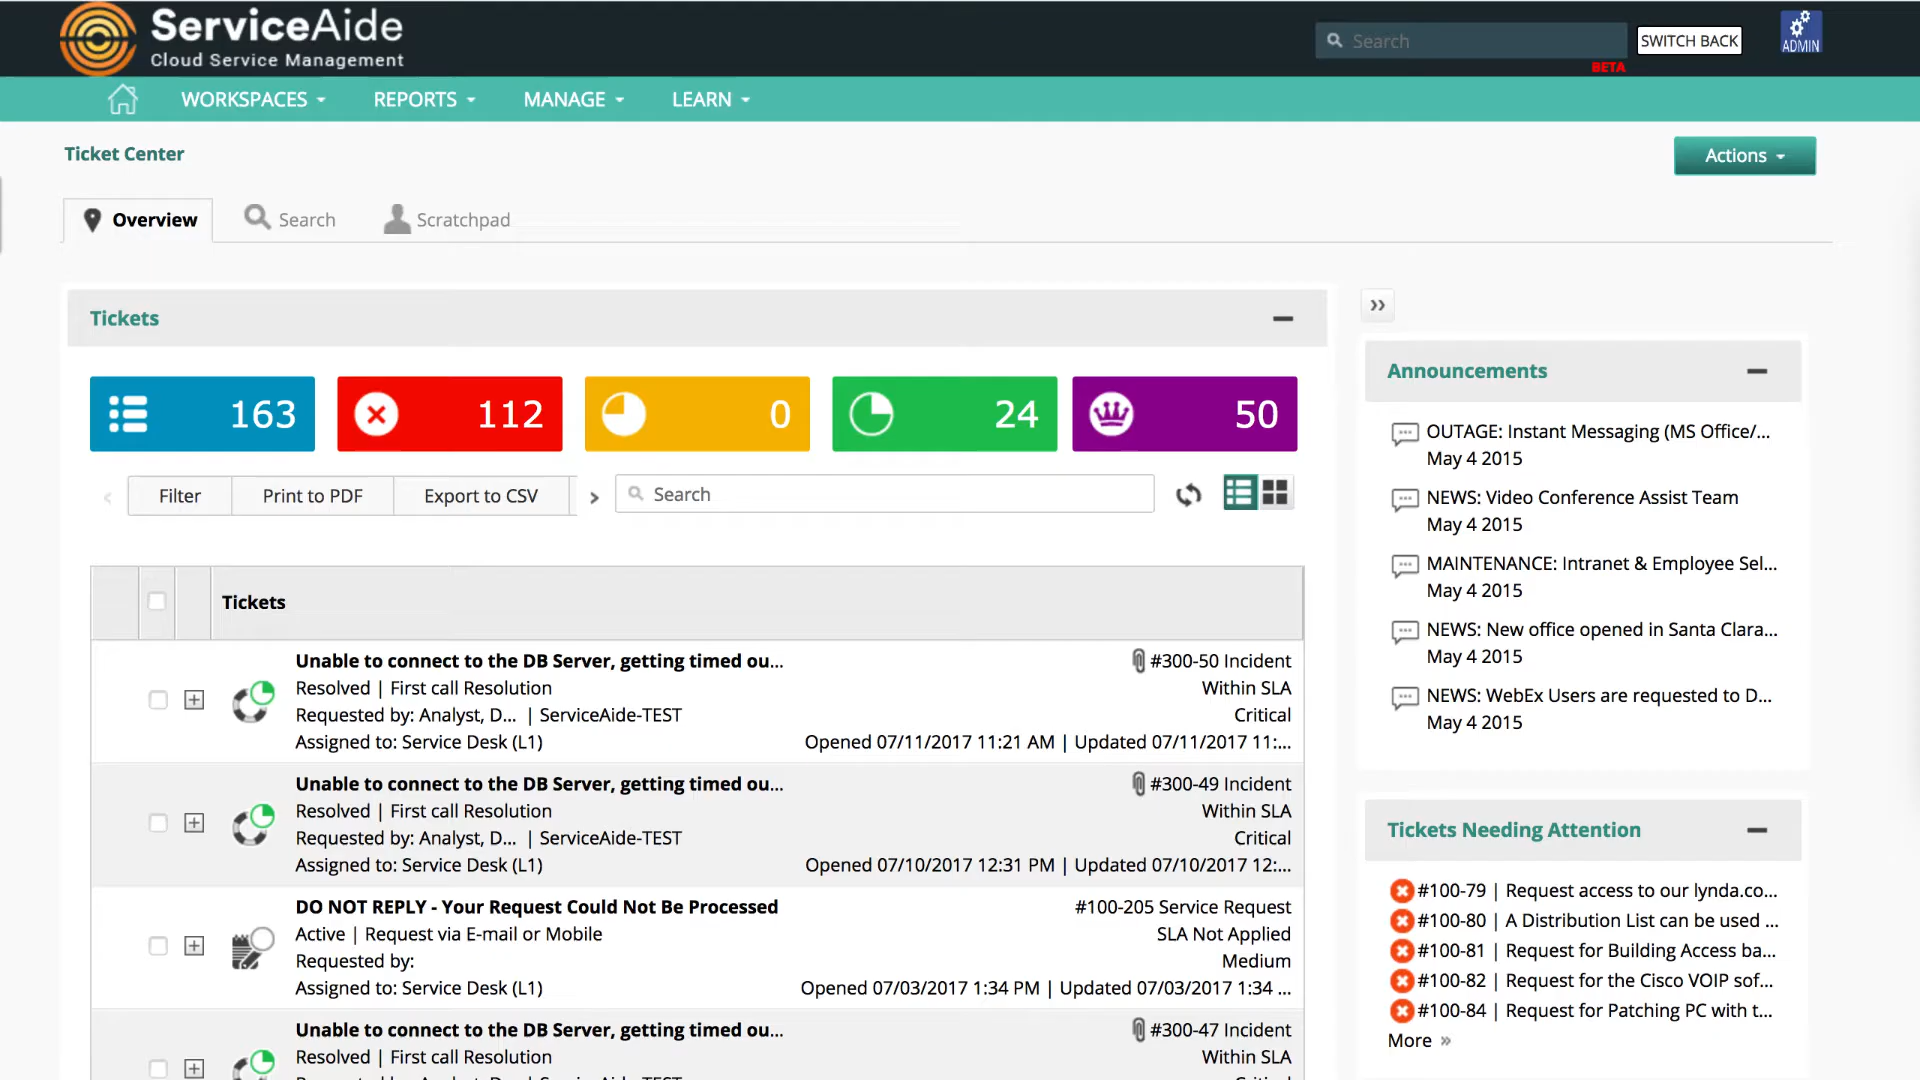 ServiceAide
Cloud Service Management
Search
SWITCH BACK
ADMIN
BETA
WORKSPACES
REPORTS
MANAGE
LEARN
Ticket Center
Actions
Overview
Search
Scratchpad
Tickets
163
112
0
24
50
Filter
Print to PDF
Export to CSV
Search
Tickets
Unable to connect to the DB Server, getting timed ou...
#300-50 Incident
Resolved | First call Resolution
Within SLA
Requested by: Analyst, D... | ServiceAide-TEST
Critical
Assigned to: Service Desk (L1)
Opened 07/11/2017 11:21 AM | Updated 07/11/2017 11:...
Unable to connect to the DB Server, getting timed ou...
#300-49 Incident
Resolved | First call Resolution
Within SLA
Requested by: Analyst, D... | ServiceAide-TEST
Critical
Assigned to: Service Desk (L1)
Opened 07/10/2017 12:31 PM | Updated 07/10/2017 12:...
DO NOT REPLY - Your Request Could Not Be Processed
#100-205 Service Request
Active | Request via E-mail or Mobile
SLA Not Applied
Requested by:
Medium
Assigned to: Service Desk (L1)
Opened 07/03/2017 1:34 PM | Updated 07/03/2017 1:34 ...
Unable to connect to the DB Server, getting timed ou...
#300-47 Incident
Resolved | First call Resolution
Within SLA
Announcements
OUTAGE: Instant Messaging (MS Office/...
May 4 2015
NEWS: Video Conference Assist Team
May 4 2015
MAINTENANCE: Intranet & Employee Sel...
May 4 2015
NEWS: New office opened in Santa Clara...
May 4 2015
NEWS: WebEx Users are requested to D...
May 4 2015
Tickets Needing Attention
#100-79 | Request access to our lynda.co...
#100-80 | A Distribution List can be used ...
#100-81 | Request for Building Access ba...
#100-82 | Request for the Cisco VOIP sof...
#100-84 | Request for Patching PC with t...
More »